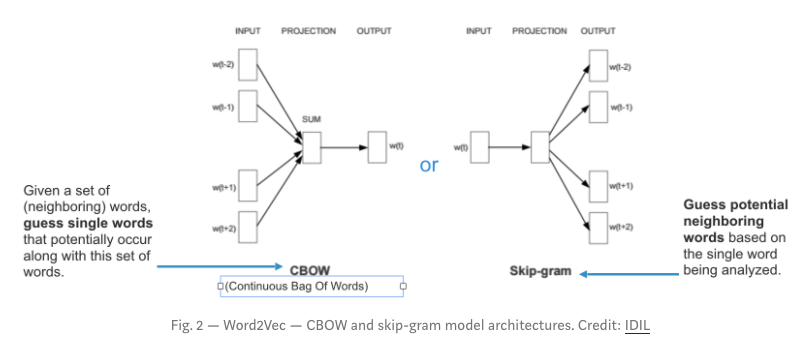 INPUT PROJECTION OUTPUT
w(t-2)
w(t-1)
SUM
w(t)
w(t+1)
w(t+2)
Given a set of
(neighboring) words,
guess single words
that potentially occur
along with this set of
words.
CBOW
(Continuous Bag Of Words)
or
INPUT PROJECTION OUTPUT
w(t-2)
w(t-1)
w(t)
w(t+1)
w(t+2)
Skip-gram
Guess potential
neighboring
words based on
the single word
being analyzed.
Fig. 2 — Word2Vec — CBOW and skip-gram model architectures. Credit: IDIL